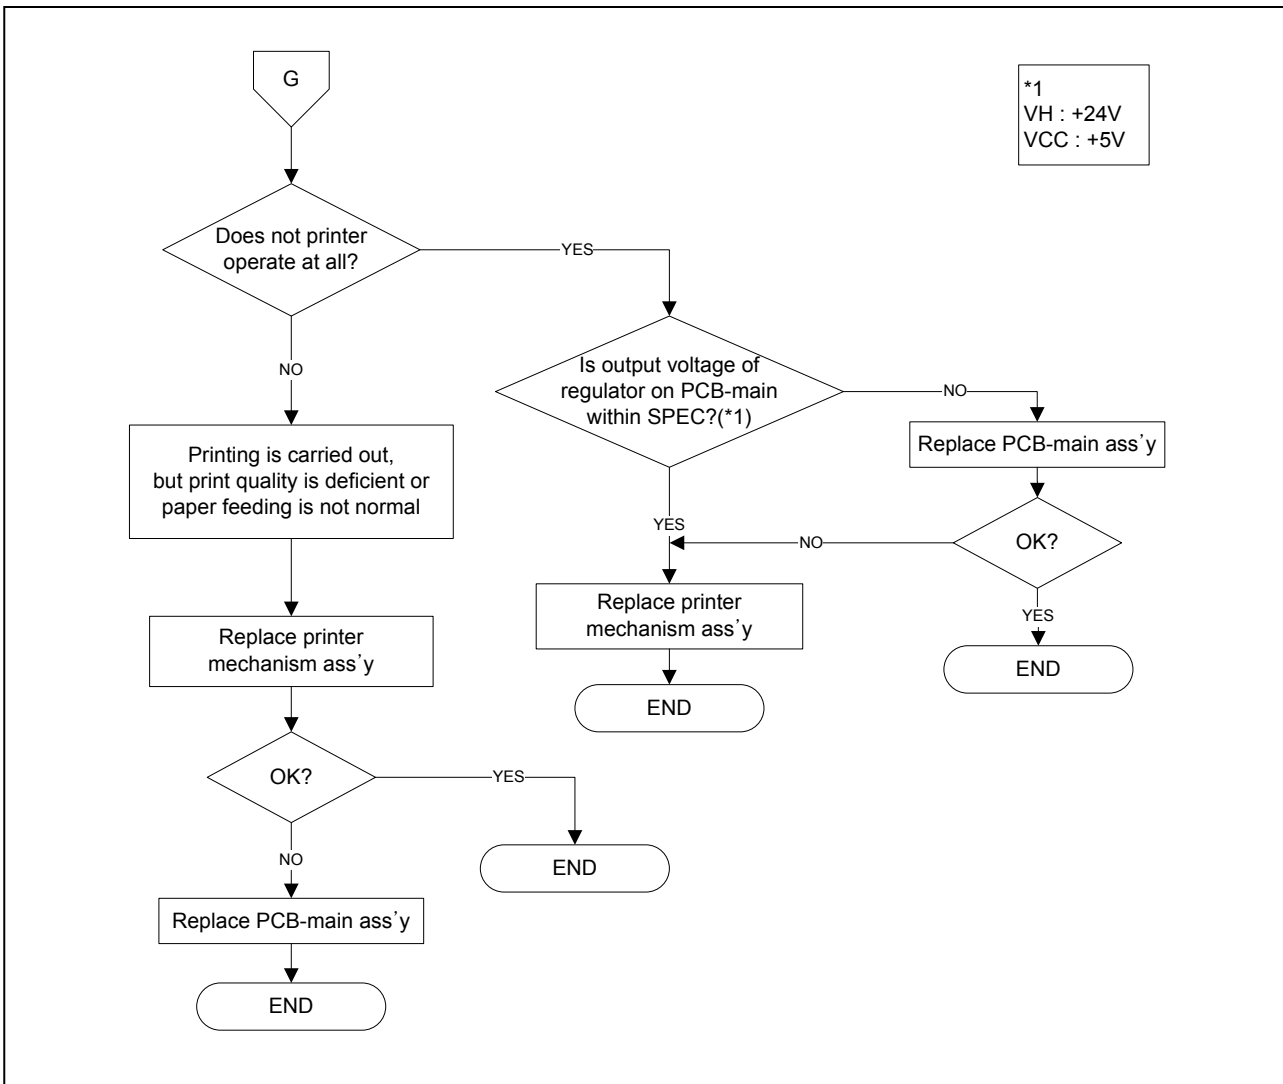 G
*1
VH : +24V
VCC : +5V
Does not printer
operate at all?
YES
NO
Is output voltage of
regulator on PCB-main
within SPEC?(*1)
NO
Replace PCB-main ass’y
OK?
NO
YES
END
YES
Replace printer
mechanism ass’y
END
Printing is carried out,
but print quality is deficient or
paper feeding is not normal
Replace printer
mechanism ass’y
OK?
YES
END
NO
Replace PCB-main ass’y
END